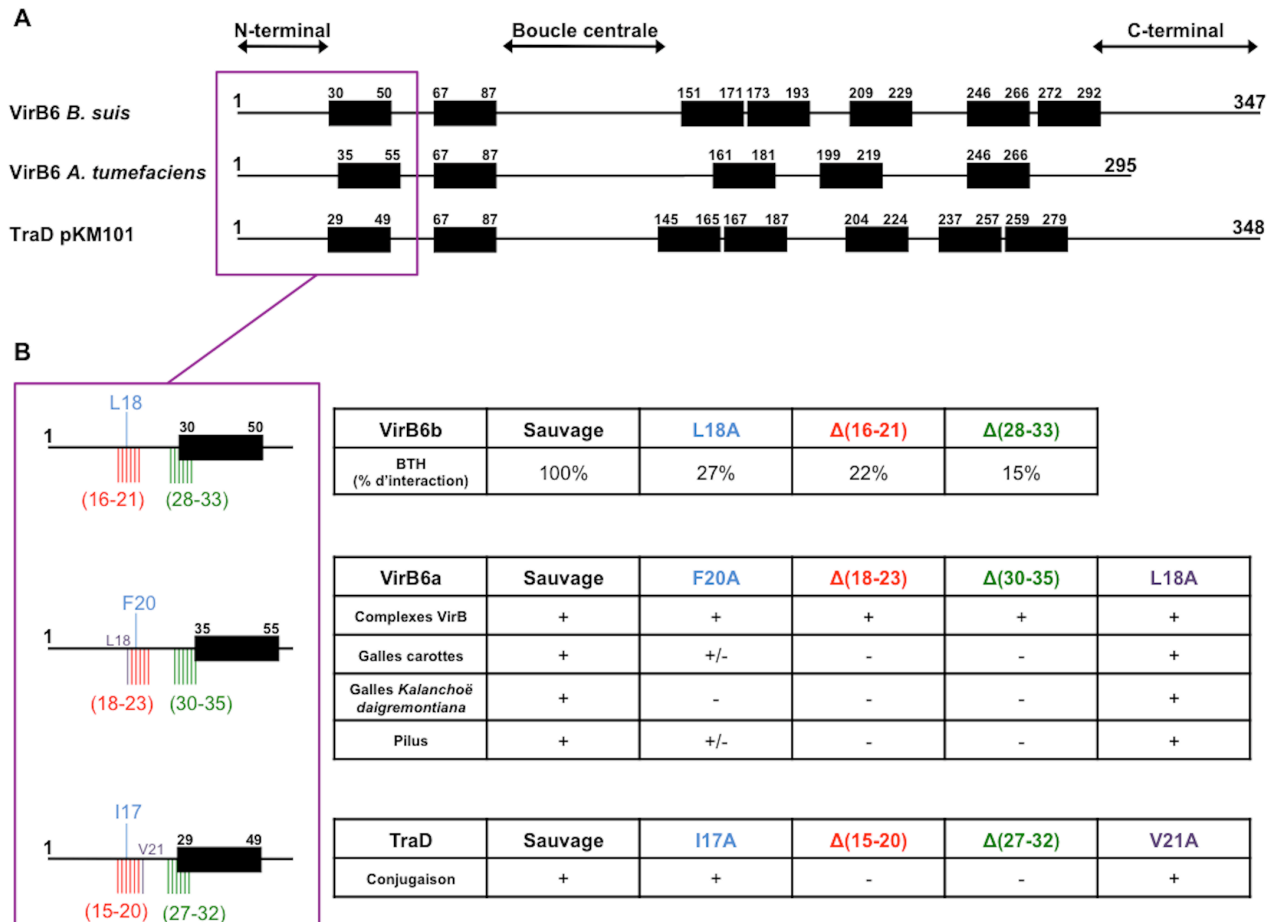 A
N-terminal Boucle centrale C-terminal
30 50 67 87 151 171 173 193 209 229 246 266 272 292
VirB6 B. suis 1 347
35 55 67 87 161 181 199 219 246 266
VirB6 A. tumefaciens 1 295
29 49 67 87 145 165 167 187 204 224 237 257 259 279
TraD pKM101 1 348
B
L18
1 30 50
(16-21) (28-33)
VirB6b Sauvage L18A Δ(16-21) Δ(28-33)
BTH
(% d'interaction) 100% 27% 22% 15%
F20
1 L18 35 55
(18-23) (30-35)
VirB6a Sauvage F20A Δ(18-23) Δ(30-35) L18A
Complexes VirB + + + + +
Galles carottes + +/- - - +
Galles Kalanchoë
daigremontiana + - - - +
Pilus + +/- - - +
I17
1 V21 29 49
(15-20) (27-32)
TraD Sauvage I17A Δ(15-20) Δ(27-32) V21A
Conjugaison + + - - +